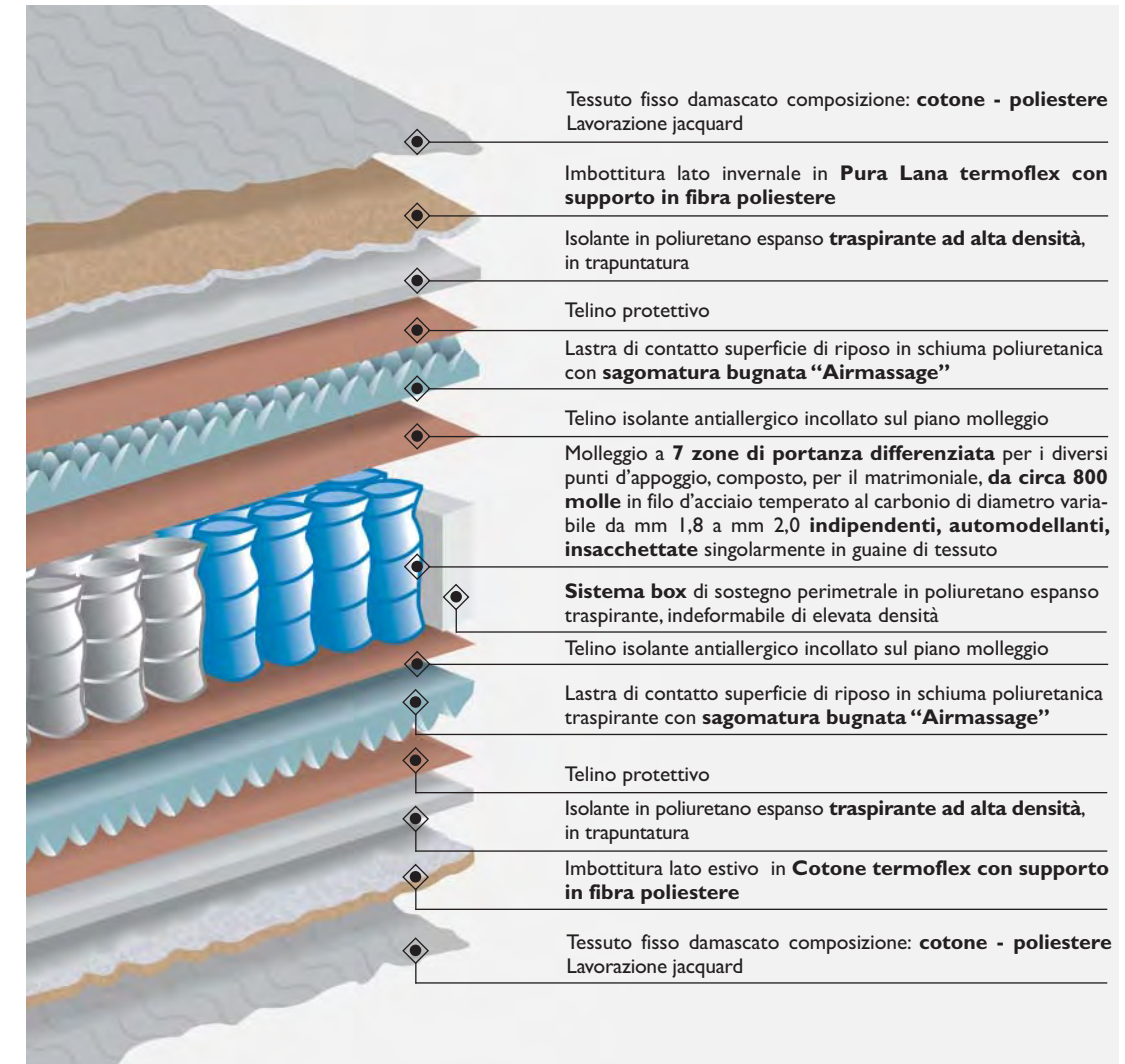 Tessuto fisso damascato composizione: cotone - poliestere
Lavorazione jacquard
Imbottitura lato invernale in Pura Lana termoflex con
supporto in fibra poliestere
Isolante in poliuretano espanso traspirante ad alta densità,
in trapuntatura
Telino protettivo
Lastra di contatto superficie di riposo in schiuma poliuretanica
con sagomatura bugnata “Airmassage”
Telino isolante antiallergico incollato sul piano molleggio
Molleggio a 7 zone di portanza differenziata per i diversi
punti d’appoggio, composto, per il matrimoniale, da circa 800
molle in filo d’acciaio temperato al carbonio di diametro varia-
bile da mm 1,8 a mm 2,0 indipendenti, automodellanti,
insacchettate singolarmente in guaine di tessuto
Sistema box di sostegno perimetrale in poliuretano espanso
traspirante, indeformabile di elevata densità
Telino isolante antiallergico incollato sul piano molleggio
Lastra di contatto superficie di riposo in schiuma poliuretanica
traspirante con sagomatura bugnata “Airmassage”
Telino protettivo
Isolante in poliuretano espanso traspirante ad alta densità,
in trapuntatura
Imbottitura lato estivo in Cotone termoflex con supporto
in fibra poliestere
Tessuto fisso damascato composizione: cotone - poliestere
Lavorazione jacquard